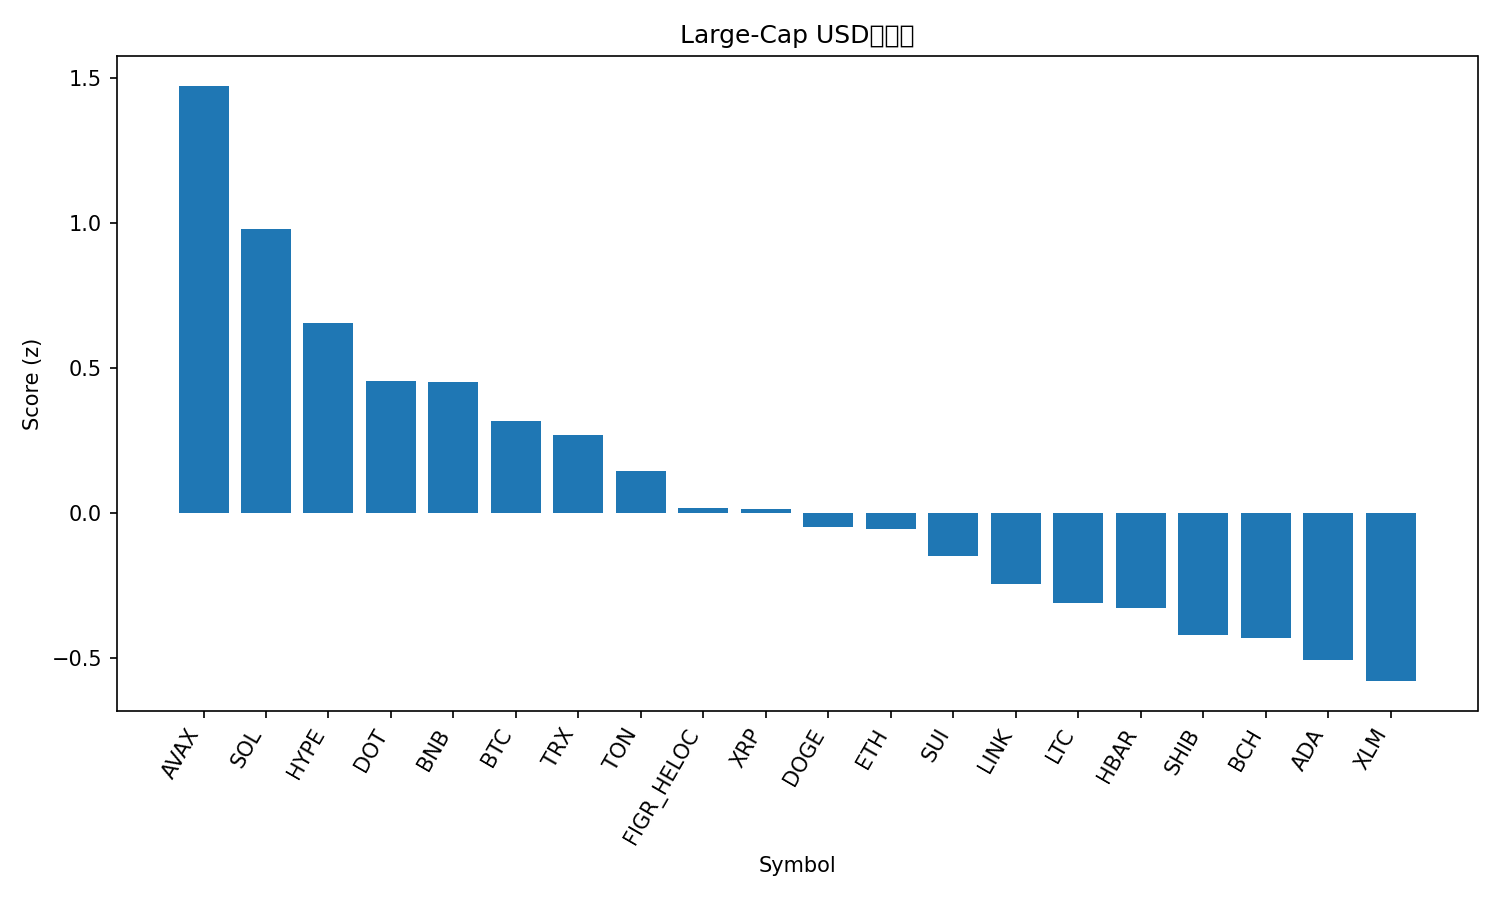 Large-Cap USD
1.5
1.0
0.5
0.0
−0.5
Score (z)
AVAX
SOL
HYPE
DOT
BNB
BTC
TRX
TON
FIGR_HELOC
XRP
DOGE
ETH
SUI
LINK
LTC
HBAR
SHIB
BCH
ADA
XLM
Symbol